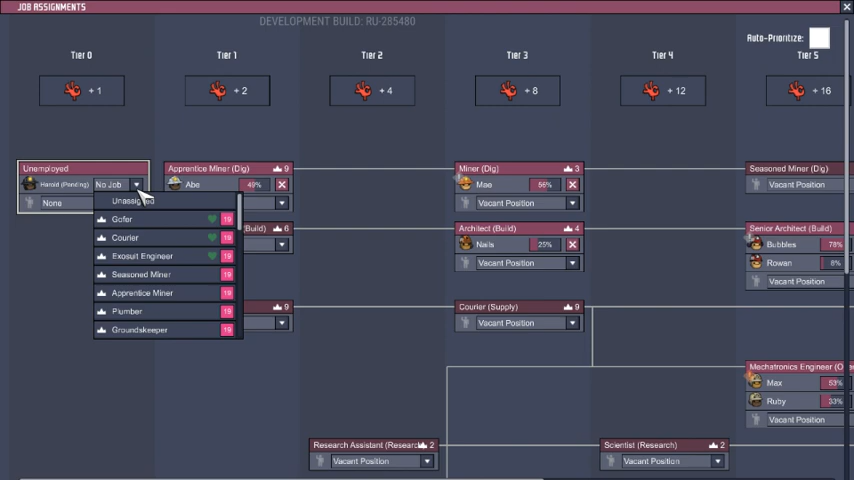 JOB ASSIGNMENTS
DEVELOPMENT BUILD: RU-285480
Auto-Prioritize:
Tier 0
Tier 1
Tier 2
Tier 3
Tier 4
Tier 5
+ 1
+ 2
+ 4
+ 8
+ 12
+ 16
Unemployed
Harold (Pending) No Job
None
Unassigned
Gofer 19
Courier 19
Exosuit Engineer 19
Seasoned Miner 19
Apprentice Miner 19
Plumber 19
Groundskeeper 19
Apprentice Miner (Dig) 9
Abe 49%
(Build) 6
9
Research Assistant (Research) 2
Vacant Position
Miner (Dig) 3
Mae 56%
Vacant Position
Architect (Build) 4
Nails 25%
Vacant Position
Courier (Supply) 9
Vacant Position
Scientist (Research) 2
Vacant Position
Seasoned Miner (Dig)
Vacant Position
Senior Architect (Build)
Bubbles 78%
Rowan 8%
Vacant Position
Mechatronics Engineer (O
Max 53%
Ruby 33%
Vacant Position